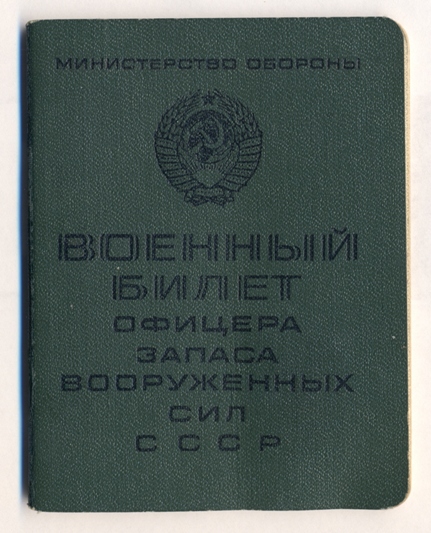 МИНИСТЕРСТВО ОБОРОНЫ
ВОЕННЫЙ
БИЛЕТ
ОФИЦЕРА
ЗАПАСА
ВООРУЖЕННЫХ
СИЛ
СССР